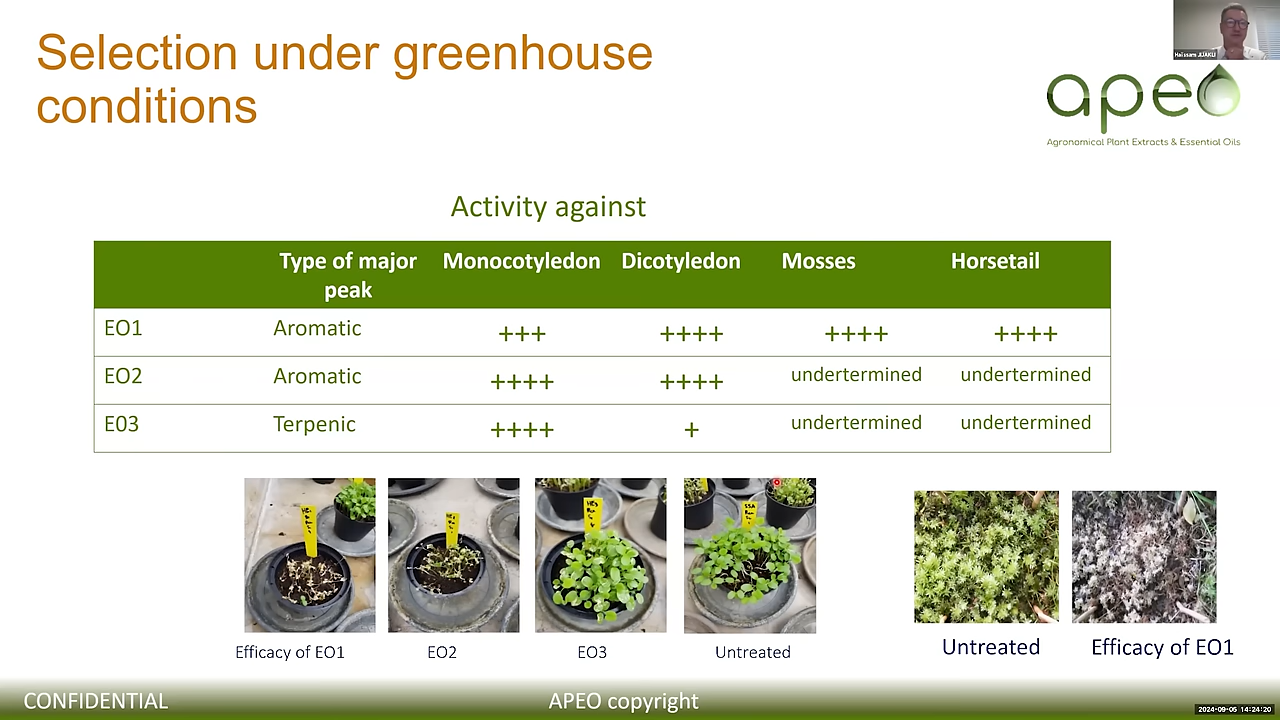 Selection under greenhouse
conditions
Haissam JIJAKLI
apeo
Agronomical Plant Extracts & Essential Oils
Activity against
Type of major peak Monocotyledon Dicotyledon Mosses Horsetail
EO1 Aromatic +++ ++++ ++++ ++++
EO2 Aromatic ++++ ++++ undertermined undertermined
E03 Terpenic ++++ + undertermined undertermined
Efficacy of EO1 EO2 EO3 Untreated
Untreated Efficacy of EO1
CONFIDENTIAL APEO copyright
2024-09-05 14:24:20